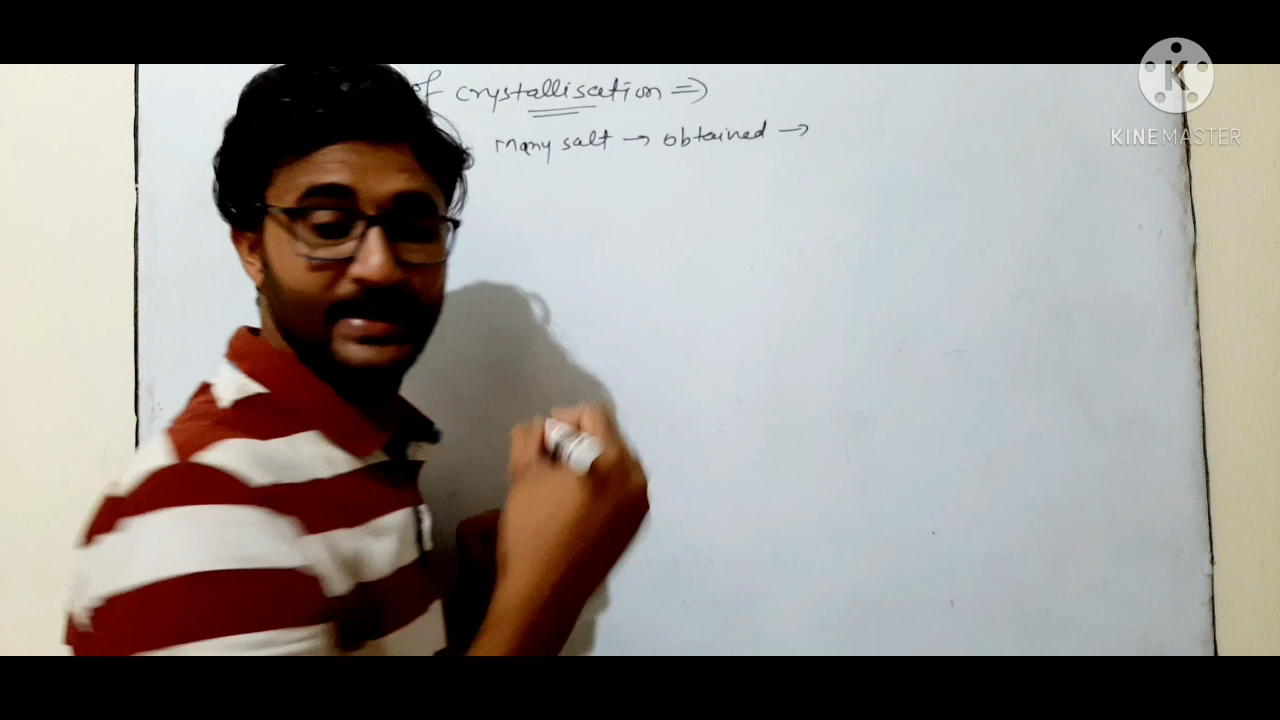 of crystallisation =>
Many salt → obtained →
K
KINEMASTER